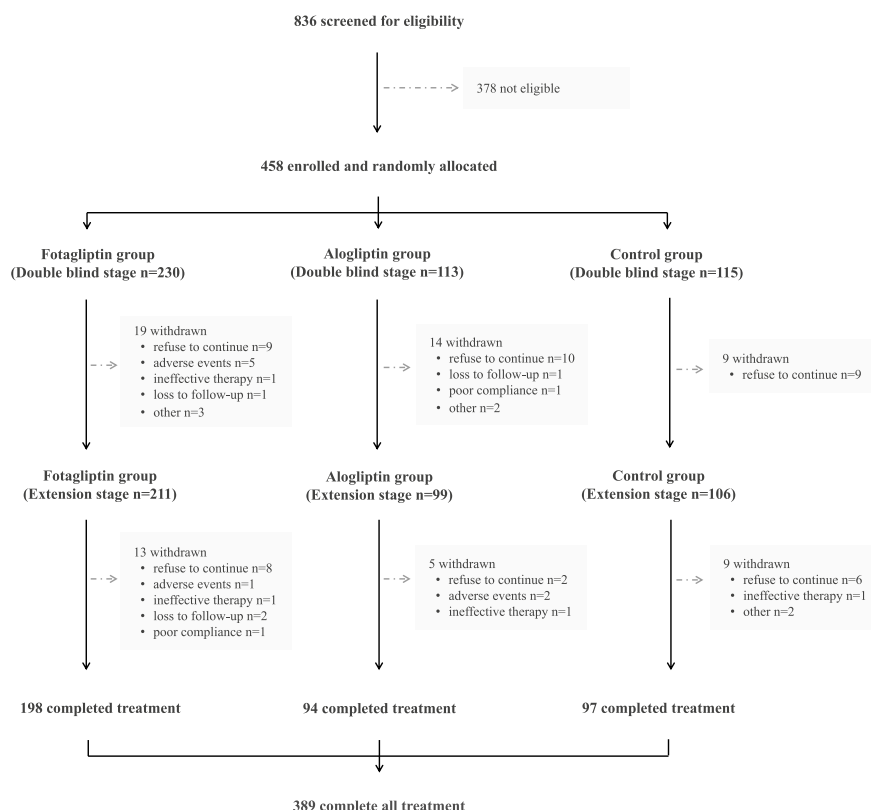 836 screened for eligibility
378 not eligible
458 enrolled and randomly allocated
Fotagliptin group
(Double blind stage n=230)
Alogliptin group
(Double blind stage n=113)
Control group
(Double blind stage n=115)
19 withdrawn
• refuse to continue n=9
• adverse events n=5
• ineffective therapy n=1
• loss to follow-up n=1
• other n=3
14 withdrawn
• refuse to continue n=10
• loss to follow-up n=1
• poor compliance n=1
• other n=2
9 withdrawn
• refuse to continue n=9
Fotagliptin group
(Extension stage n=211)
Alogliptin group
(Extension stage n=99)
Control group
(Extension stage n=106)
13 withdrawn
• refuse to continue n=8
• adverse events n=1
• ineffective therapy n=1
• loss to follow-up n=2
• poor compliance n=1
5 withdrawn
• refuse to continue n=2
• adverse events n=2
• ineffective therapy n=1
9 withdrawn
• refuse to continue n=6
• ineffective therapy n=1
• other n=2
198 completed treatment
94 completed treatment
97 completed treatment
389 complete all treatment